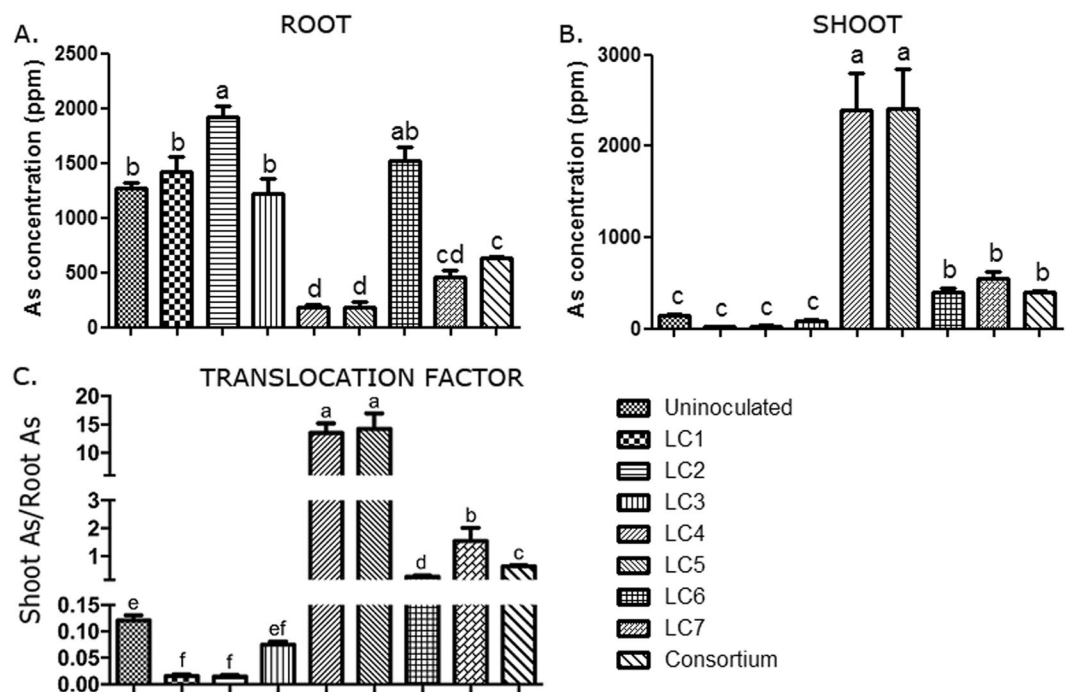 A.
ROOT
As concentration (ppm)
2500
2000
1500
1000
500
0
b
b
a
b
d
d
ab
cd
c
B.
SHOOT
As concentration (ppm)
3000
2000
1000
0
c
c
c
c
a
a
b
b
b
C.
TRANSLOCATION FACTOR
Shoot As/Root As
20
15
10
3
2
1
0.15
0.10
0.05
0.00
e
f
f
ef
a
a
d
b
c
Uninoculated
LC1
LC2
LC3
LC4
LC5
LC6
LC7
Consortium